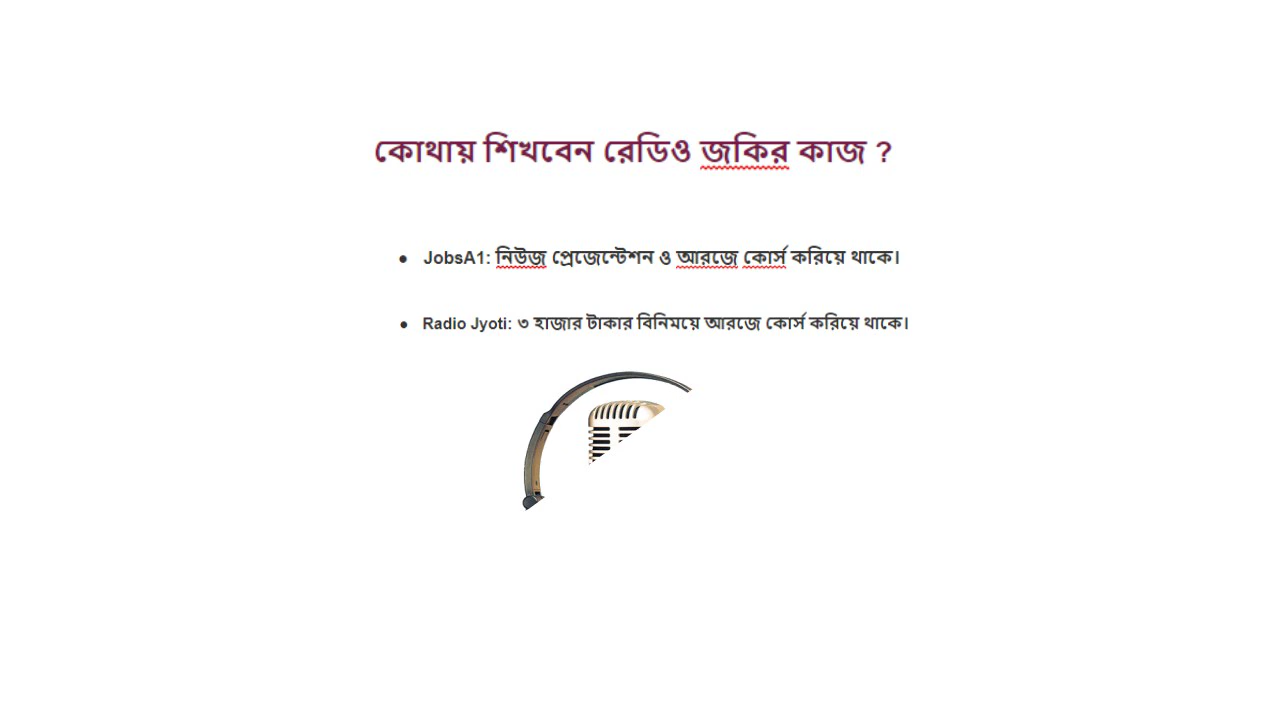 কোথায় শিখবেন রেডিও জকির কাজ ?
● JobsA1: নিউজ প্রেজেন্টেশন ও আরজে কোর্স করিয়ে থাকে।
● Radio Jyoti: ৩ হাজার টাকার বিনিময়ে আরজে কোর্স করিয়ে থাকে।